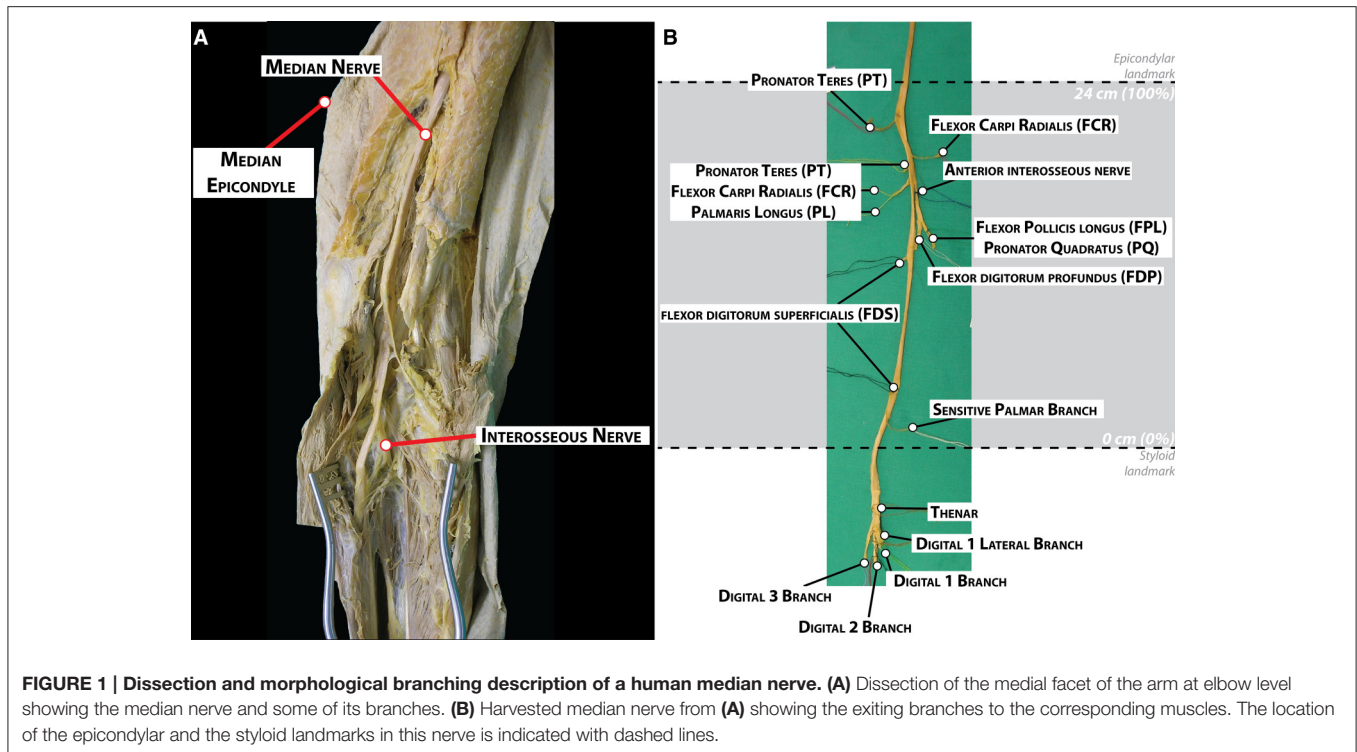 A
MEDIAN NERVE
MEDIAN
EPICONDYLE
INTEROSSEOUS NERVE
B
Epicondylar
landmark
24 cm (100%)
PRONATOR TERES (PT)
FLEXOR CARPI RADIALIS (FCR)
PRONATOR TERES (PT)
FLEXOR CARPI RADIALIS (FCR)
PALMARIS LONGUS (PL)
ANTERIOR INTEROSSEOUS NERVE
FLEXOR POLLICIS LONGUS (FPL)
PRONATOR QUADRATUS (PQ)
FLEXOR DIGITORUM PROFUNDUS (FDP)
FLEXOR DIGITORUM SUPERFICIALIS (FDS)
SENSITIVE PALMAR BRANCH
0 cm (0%)
Styloid
landmark
THENAR
DIGITAL 1 LATERAL BRANCH
DIGITAL 1 BRANCH
DIGITAL 3 BRANCH
DIGITAL 2 BRANCH
FIGURE 1 | Dissection and morphological branching description of a human median nerve. (A) Dissection of the medial facet of the arm at elbow level
showing the median nerve and some of its branches. (B) Harvested median nerve from (A) showing the exiting branches to the corresponding muscles. The location
of the epicondylar and the styloid landmarks in this nerve is indicated with dashed lines.